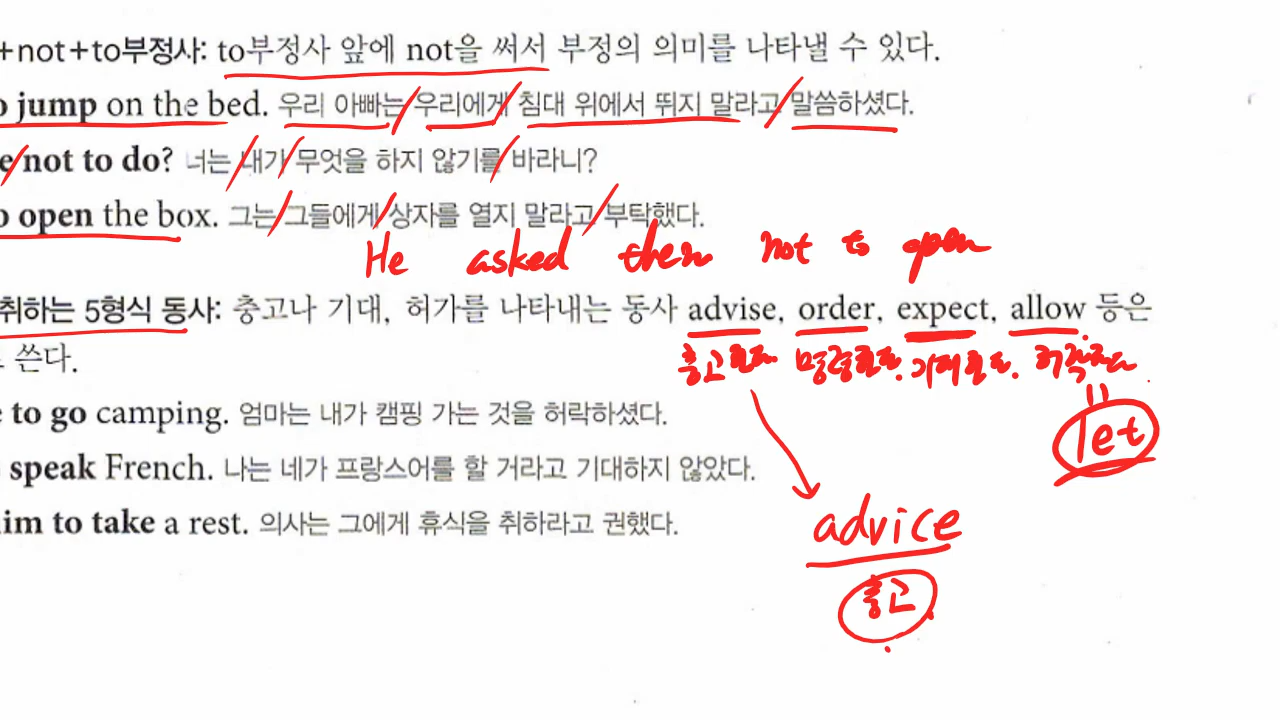 +not+to부정사: to부정사 앞에 not을 써서 부정의 의미를 나타낼 수 있다.
o jump on the bed. 우리 아빠는 우리에게 침대 위에서 뛰지 말라고 말씀하셨다.
e not to do? 너는 내가 무엇을 하지 않기를 바라니?
o open the box. 그는 그들에게 상자를 열지 말라고 부탁했다.
He asked them not to open
취하는 5형식 동사: 충고나 기대, 허가를 나타내는 동사 advise, order, expect, allow 등은
쓴다.
충고하다 명령하다. 기대하다. 허락하다
let
e to go camping. 엄마는 내가 캠핑 가는 것을 허락하셨다.
speak French. 나는 네가 프랑스어를 할 거라고 기대하지 않았다.
im to take a rest. 의사는 그에게 휴식을 취하라고 권했다.
advice
충고